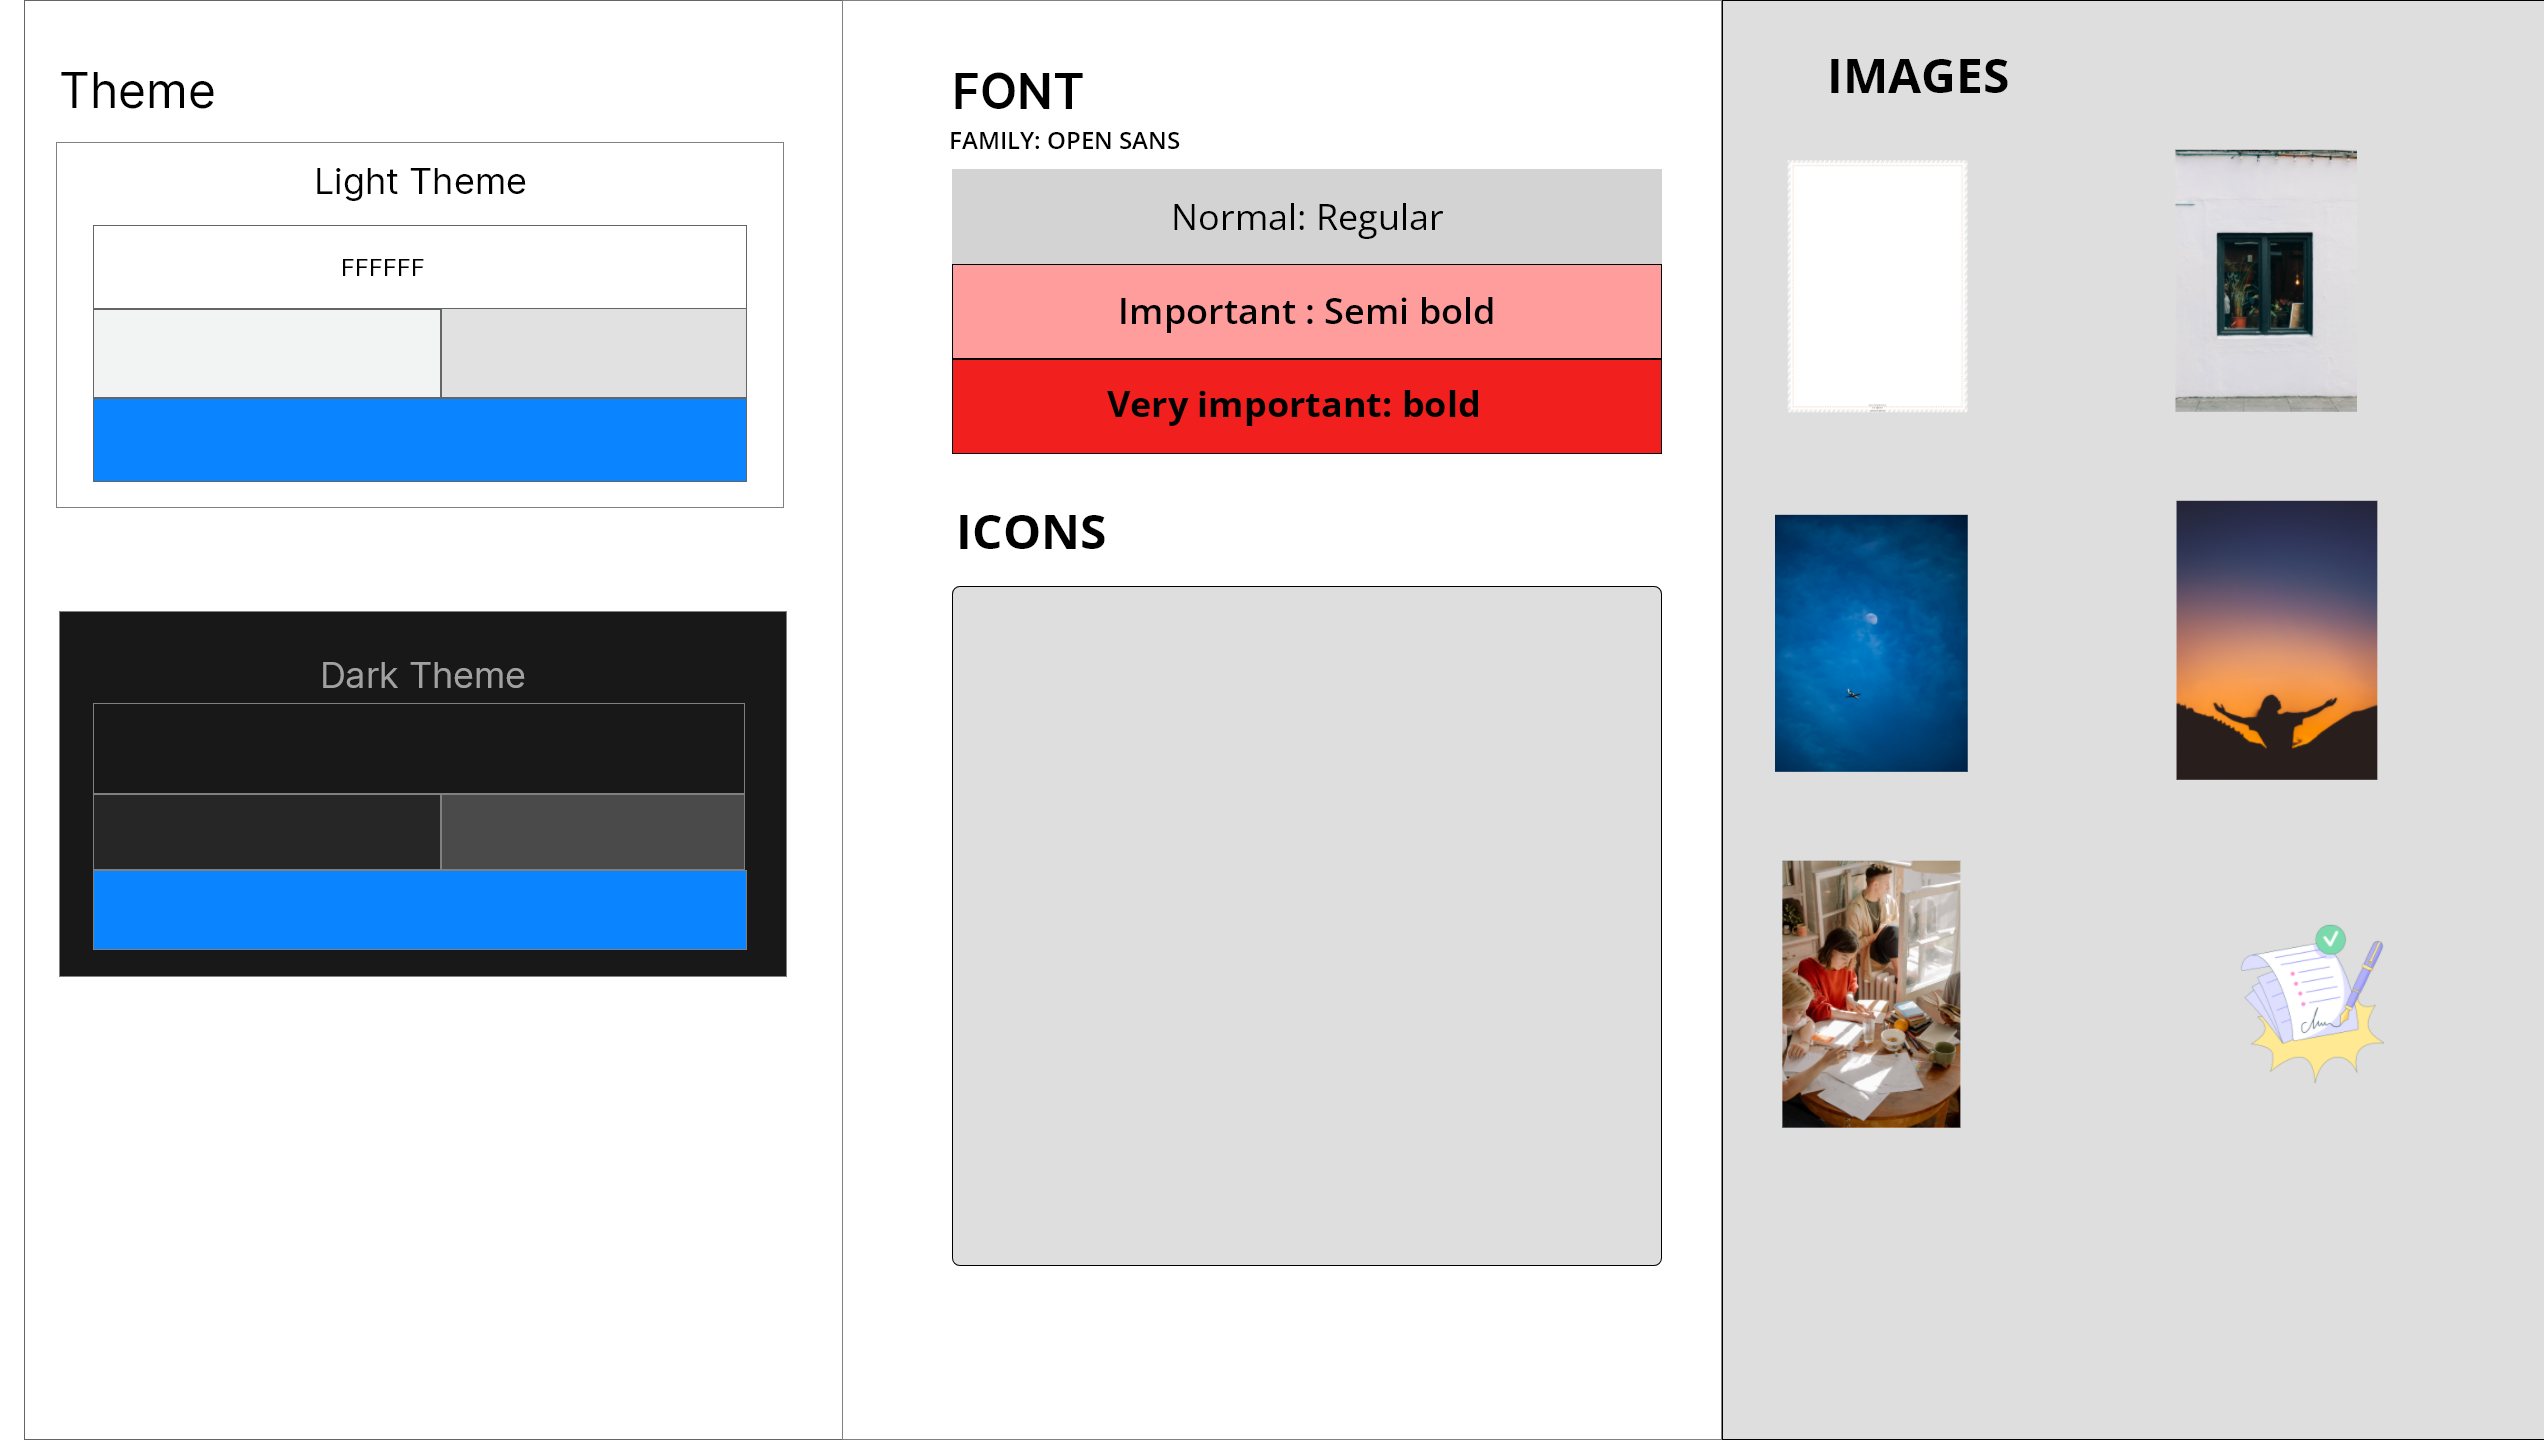 Theme
Light Theme
FFFFFF
Dark Theme
FONT
FAMILY: OPEN SANS
Normal: Regular
Important : Semi bold
Very important: bold
ICONS
IMAGES